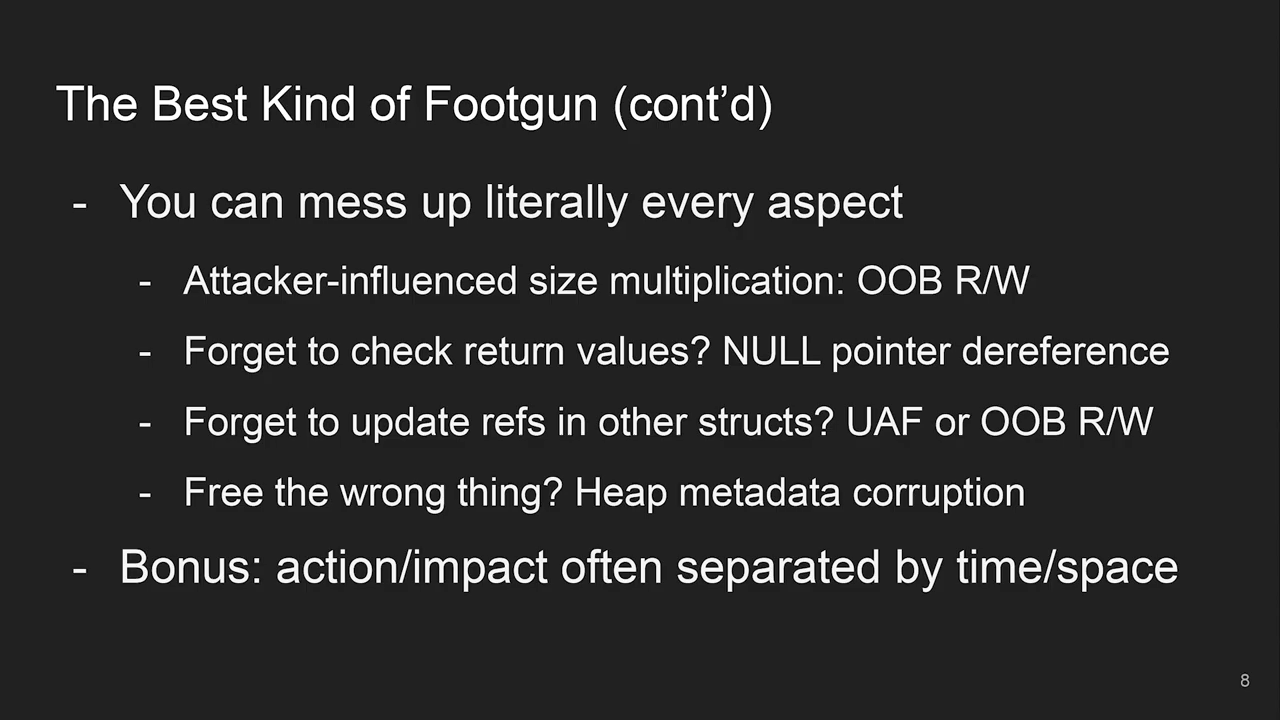 The Best Kind of Footgun (cont’d)
- You can mess up literally every aspect
- Attacker-influenced size multiplication: OOB R/W
- Forget to check return values? NULL pointer dereference
- Forget to update refs in other structs? UAF or OOB R/W
- Free the wrong thing? Heap metadata corruption
- Bonus: action/impact often separated by time/space
8